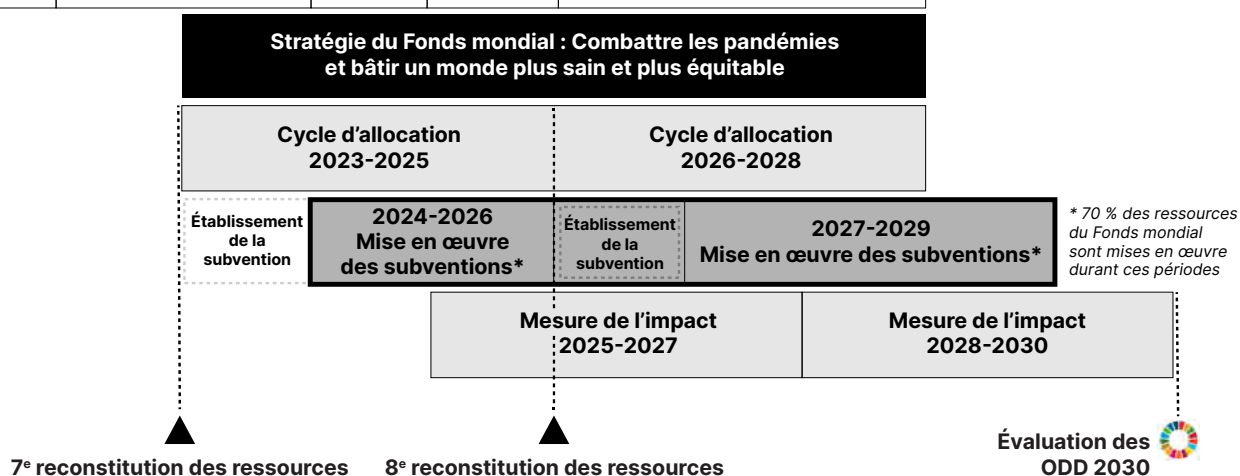 Stratégie du Fonds mondial : Combattre les pandémies
et bâtir un monde plus sain et plus équitable
Cycle d’allocation
2023-2025
Cycle d’allocation
2026-2028
Établissement
de la
subvention
2024-2026
Mise en œuvre
des subventions*
Établissement
de la
subvention
2027-2029
Mise en œuvre des subventions*
* 70 % des ressources
du Fonds mondial
sont mises en œuvre
durant ces périodes
Mesure de l’impact
2025-2027
Mesure de l’impact
2028-2030
7ᵉ reconstitution des ressources
8ᵉ reconstitution des ressources
Évaluation des
ODD 2030